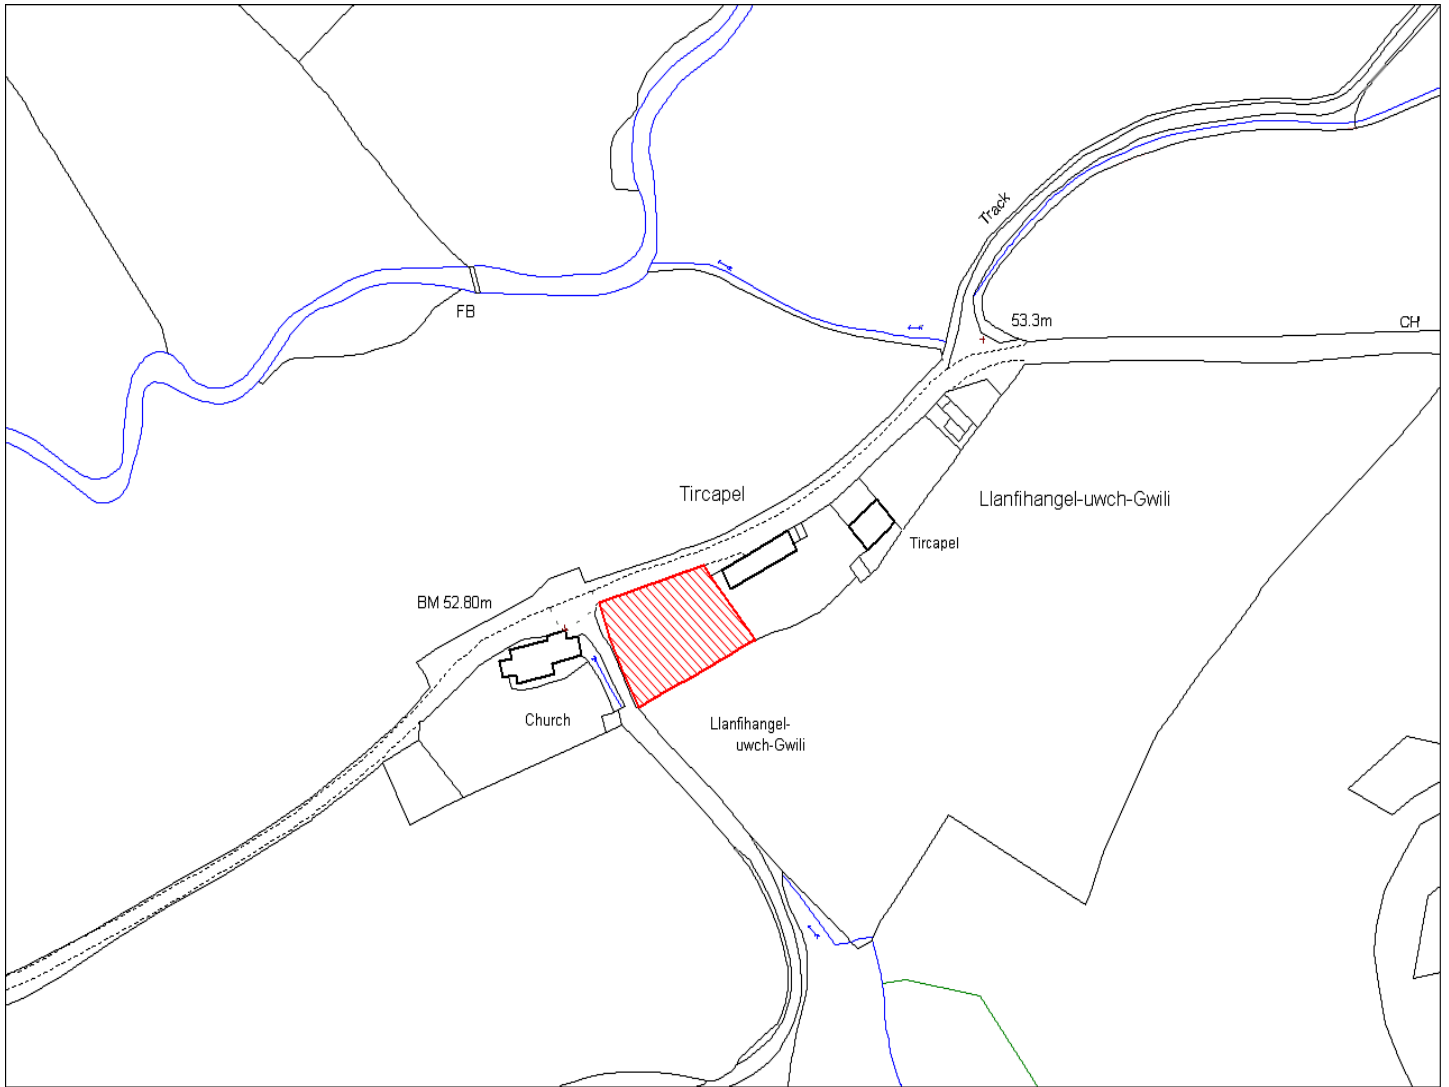 Track
FB
53.3m
CH
Tircapel
Llanfihangel-uwch-Gwili
Tircapel
BM 52.80m
Church
Llanfihangel-
uwch-Gwili